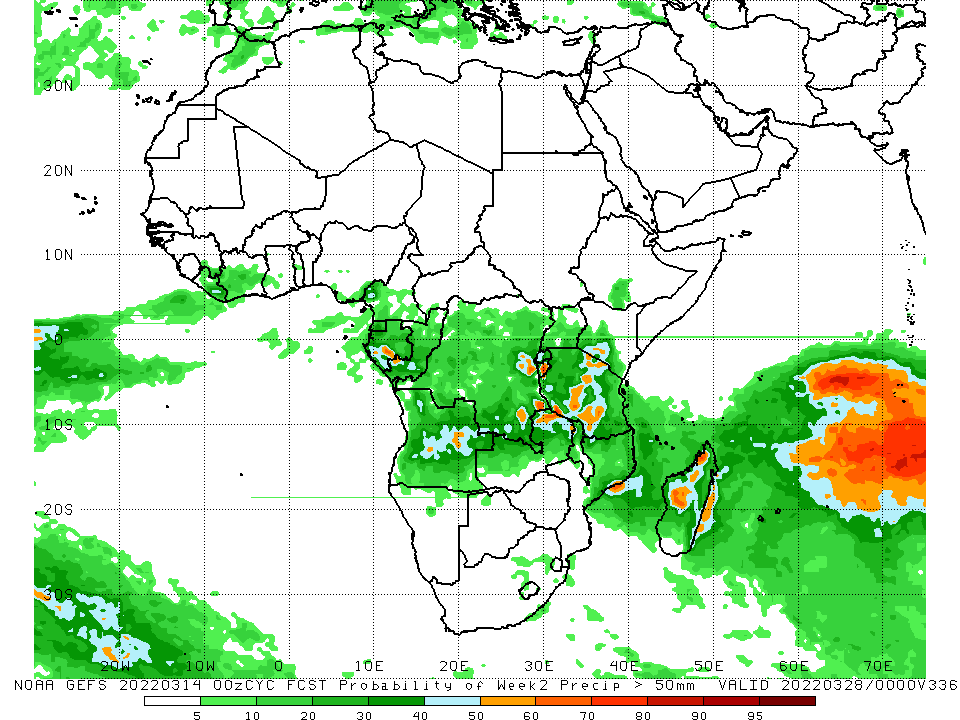 30N
20N
10N
0
10S
20S
30S
20W 10W 0 10E 20E 30E 40E 50E 60E 70E
NOAA GEFS 20220314 00zCYC FCST Probability of Week2 Precip > 50mm VALID 20220328/0000V336
5 10 20 30 40 50 60 70 80 90 95